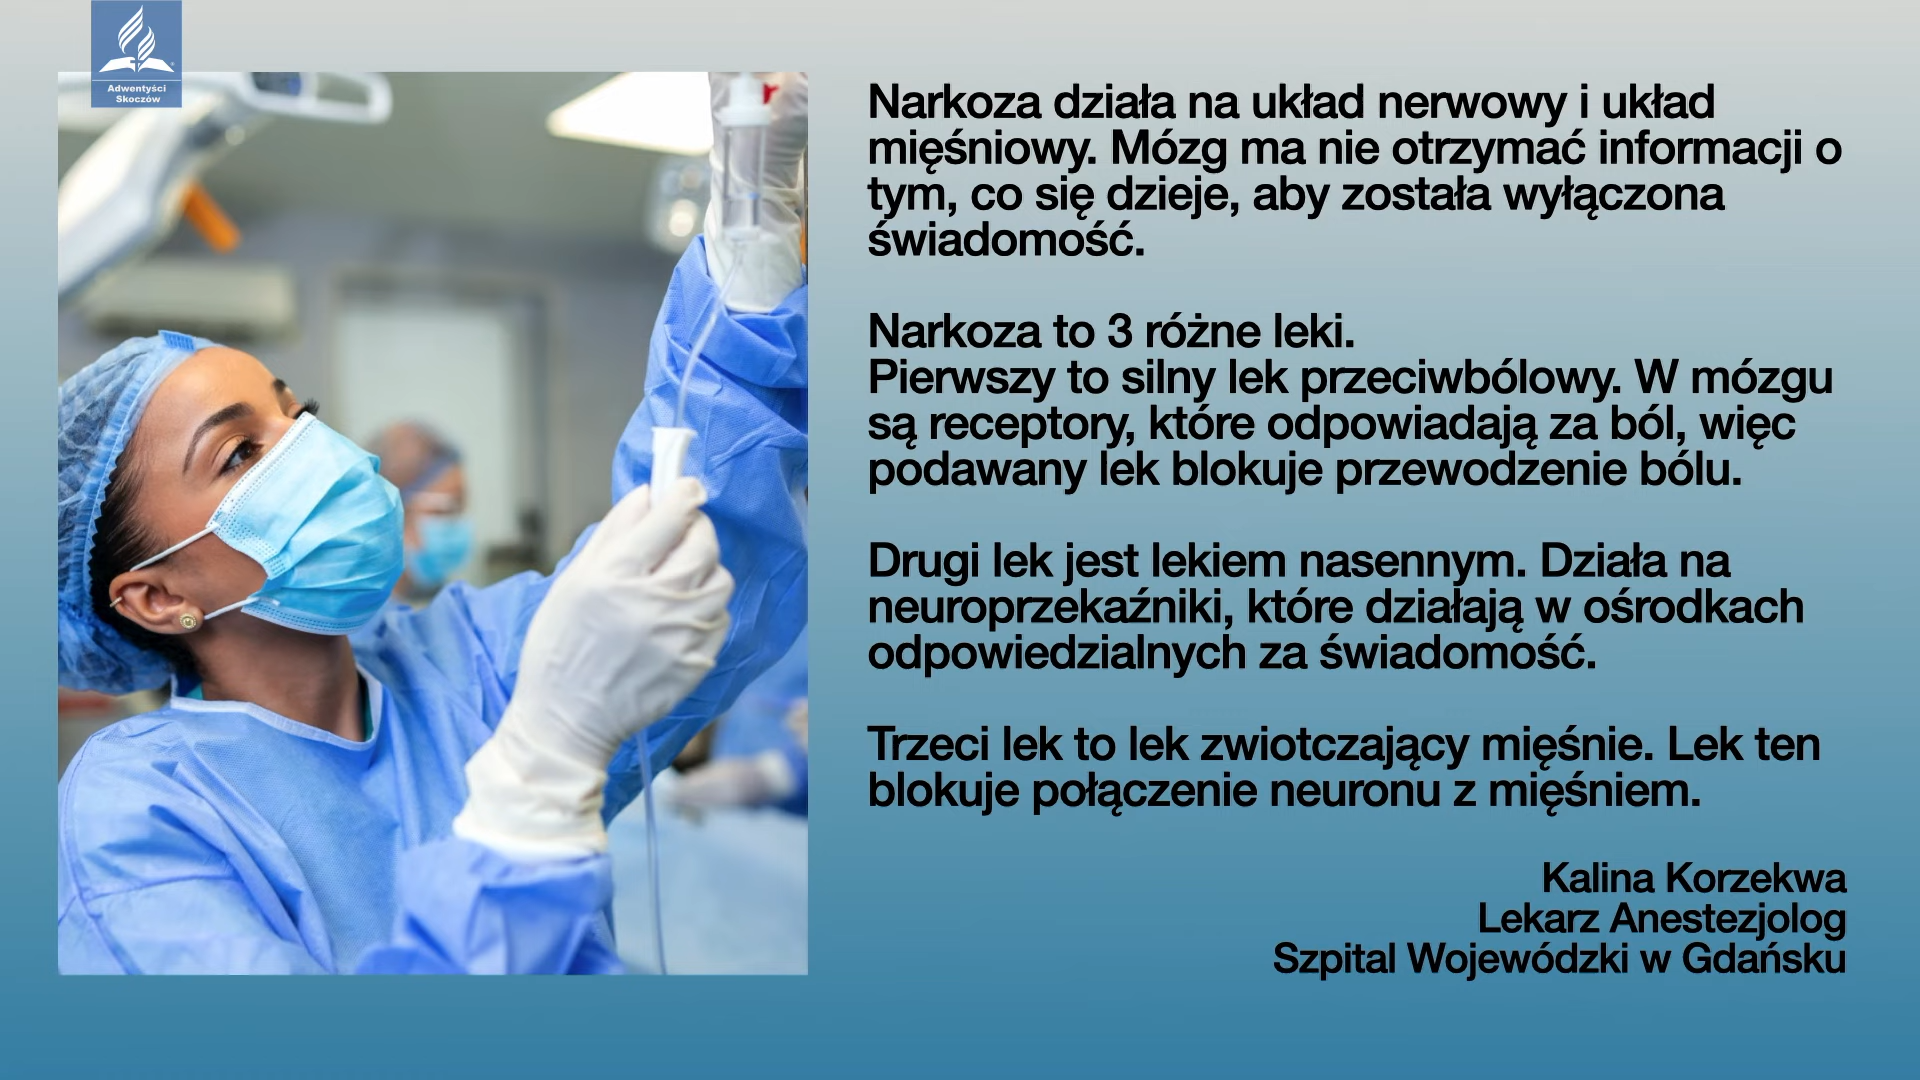 Adwentyści
Skoczów
Narkoza działa na układ nerwowy i układ
mięśniowy. Mózg ma nie otrzymać informacji o
tym, co się dzieje, aby została wyłączona
świadomość.
Narkoza to 3 różne leki.
Pierwszy to silny lek przeciwbólowy. W mózgu
są receptory, które odpowiadają za ból, więc
podawany lek blokuje przewodzenie bólu.
Drugi lek jest lekiem nasennym. Działa na
neuroprzekaźniki, które działają w ośrodkach
odpowiedzialnych za świadomość.
Trzeci lek to lek zwiotczający mięśnie. Lek ten
blokuje połączenie neuronu z mięśniem.
Kalina Korzekwa
Lekarz Anestezjolog
Szpital Wojewódzki w Gdańsku